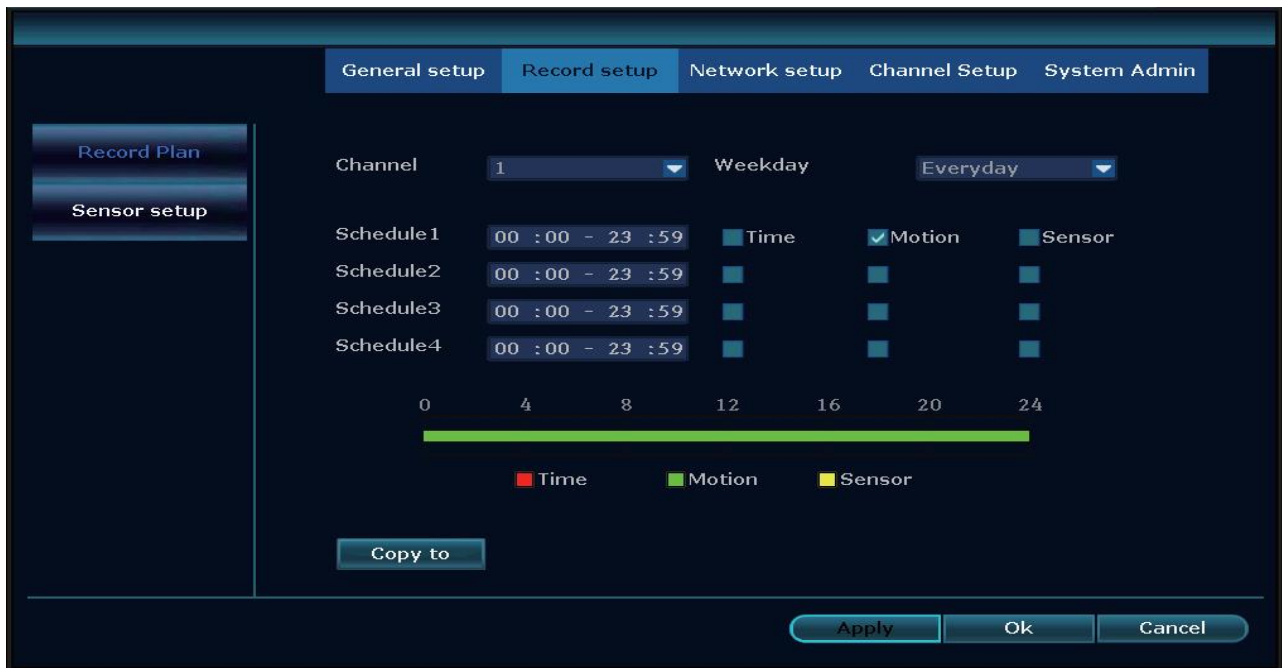 General setup Record setup Network setup Channel Setup System Admin
Record Plan
Sensor setup
Channel 1 Weekday Everyday
Schedule1 00 :00 - 23 :59 Time Motion Sensor
Schedule2 00 :00 - 23 :59
Schedule3 00 :00 - 23 :59
Schedule4 00 :00 - 23 :59
0 4 8 12 16 20 24
Time Motion Sensor
Copy to
Apply Ok Cancel